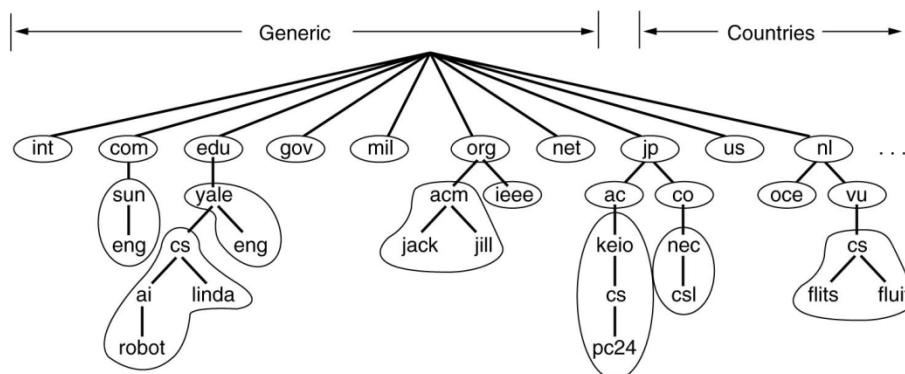 Generic Countries
int com edu gov mil org net jp us nl . . .
sun yale acm ieee ac co oce vu
eng cs eng jack jill keio nec cs
ai linda cs csl flits fluit
robot pc24